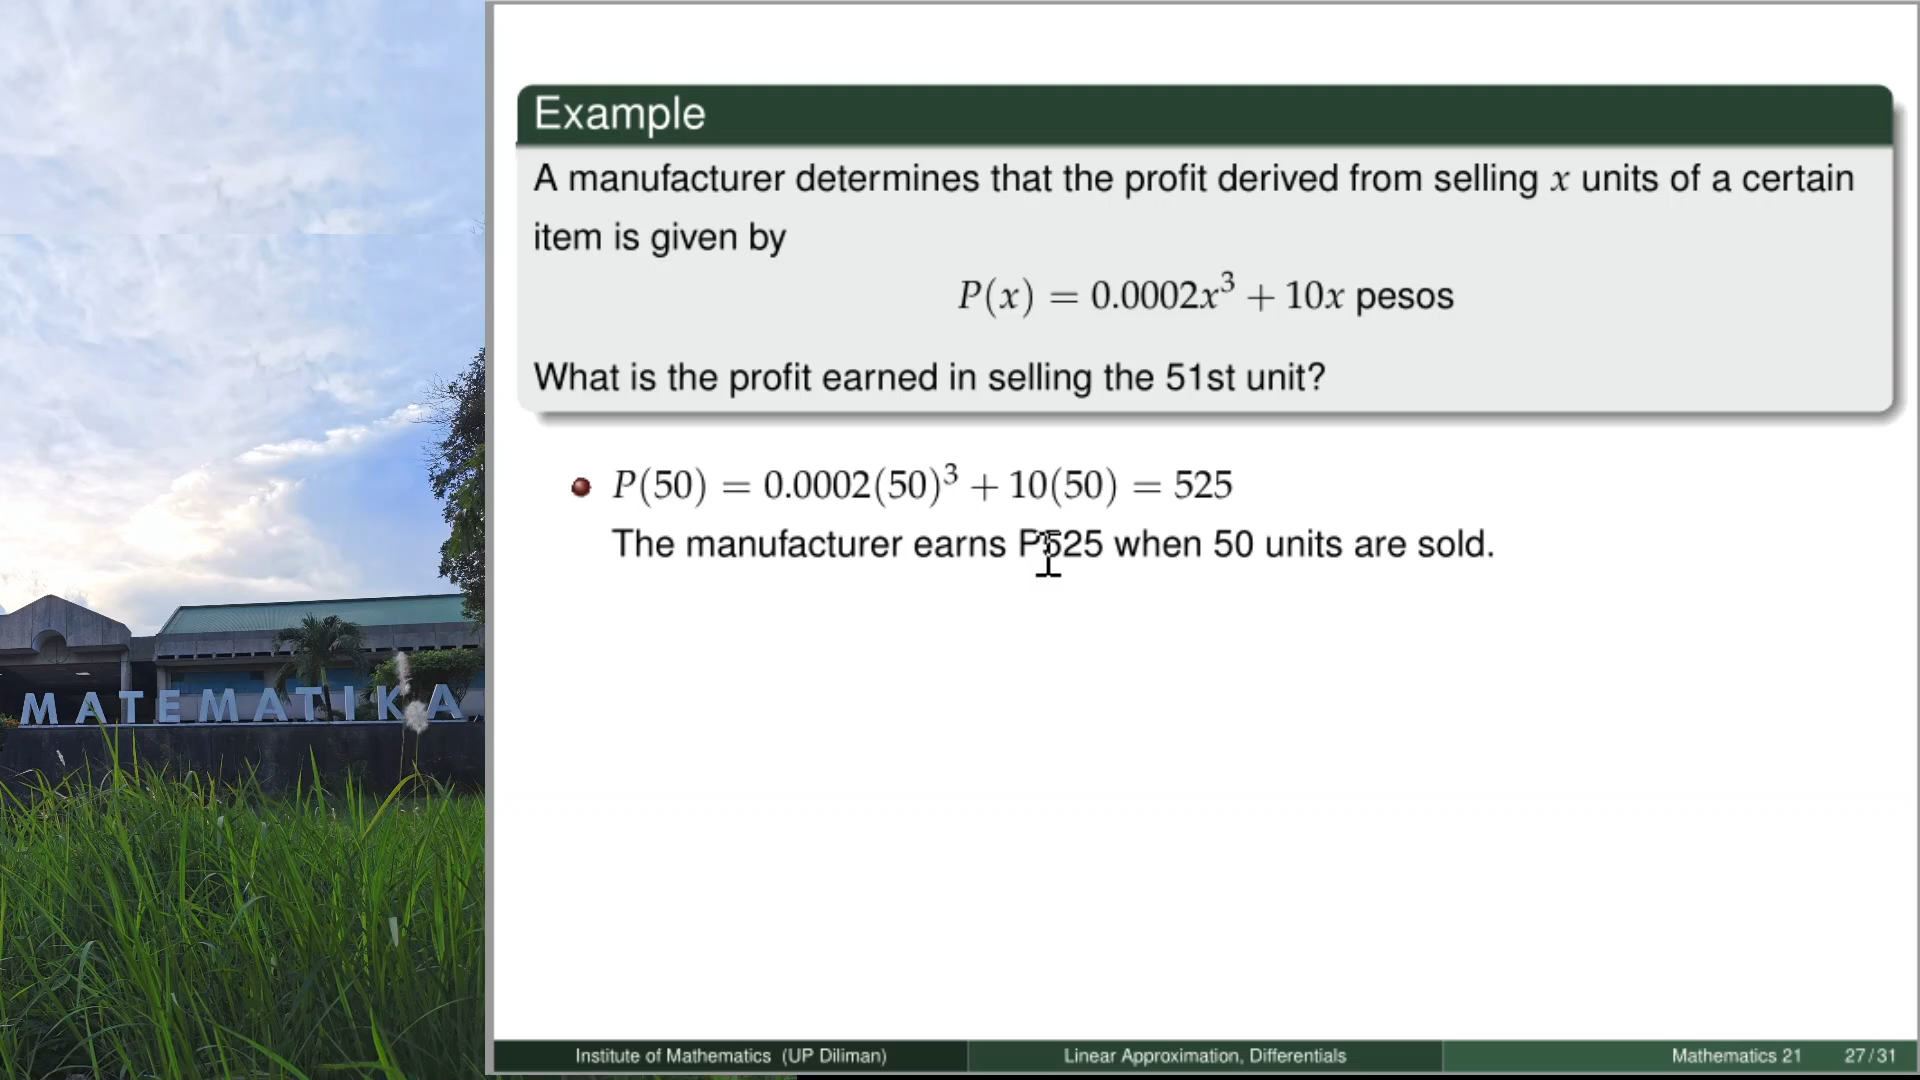 MATEMATIKA
Example
A manufacturer determines that the profit derived from selling x units of a certain
item is given by
P(x) = 0.0002x³ + 10x pesos
What is the profit earned in selling the 51st unit?
P(50) = 0.0002(50)³ + 10(50) = 525
The manufacturer earns P525 when 50 units are sold.
Institute of Mathematics (UP Diliman) Linear Approximation, Differentials Mathematics 21 27/31